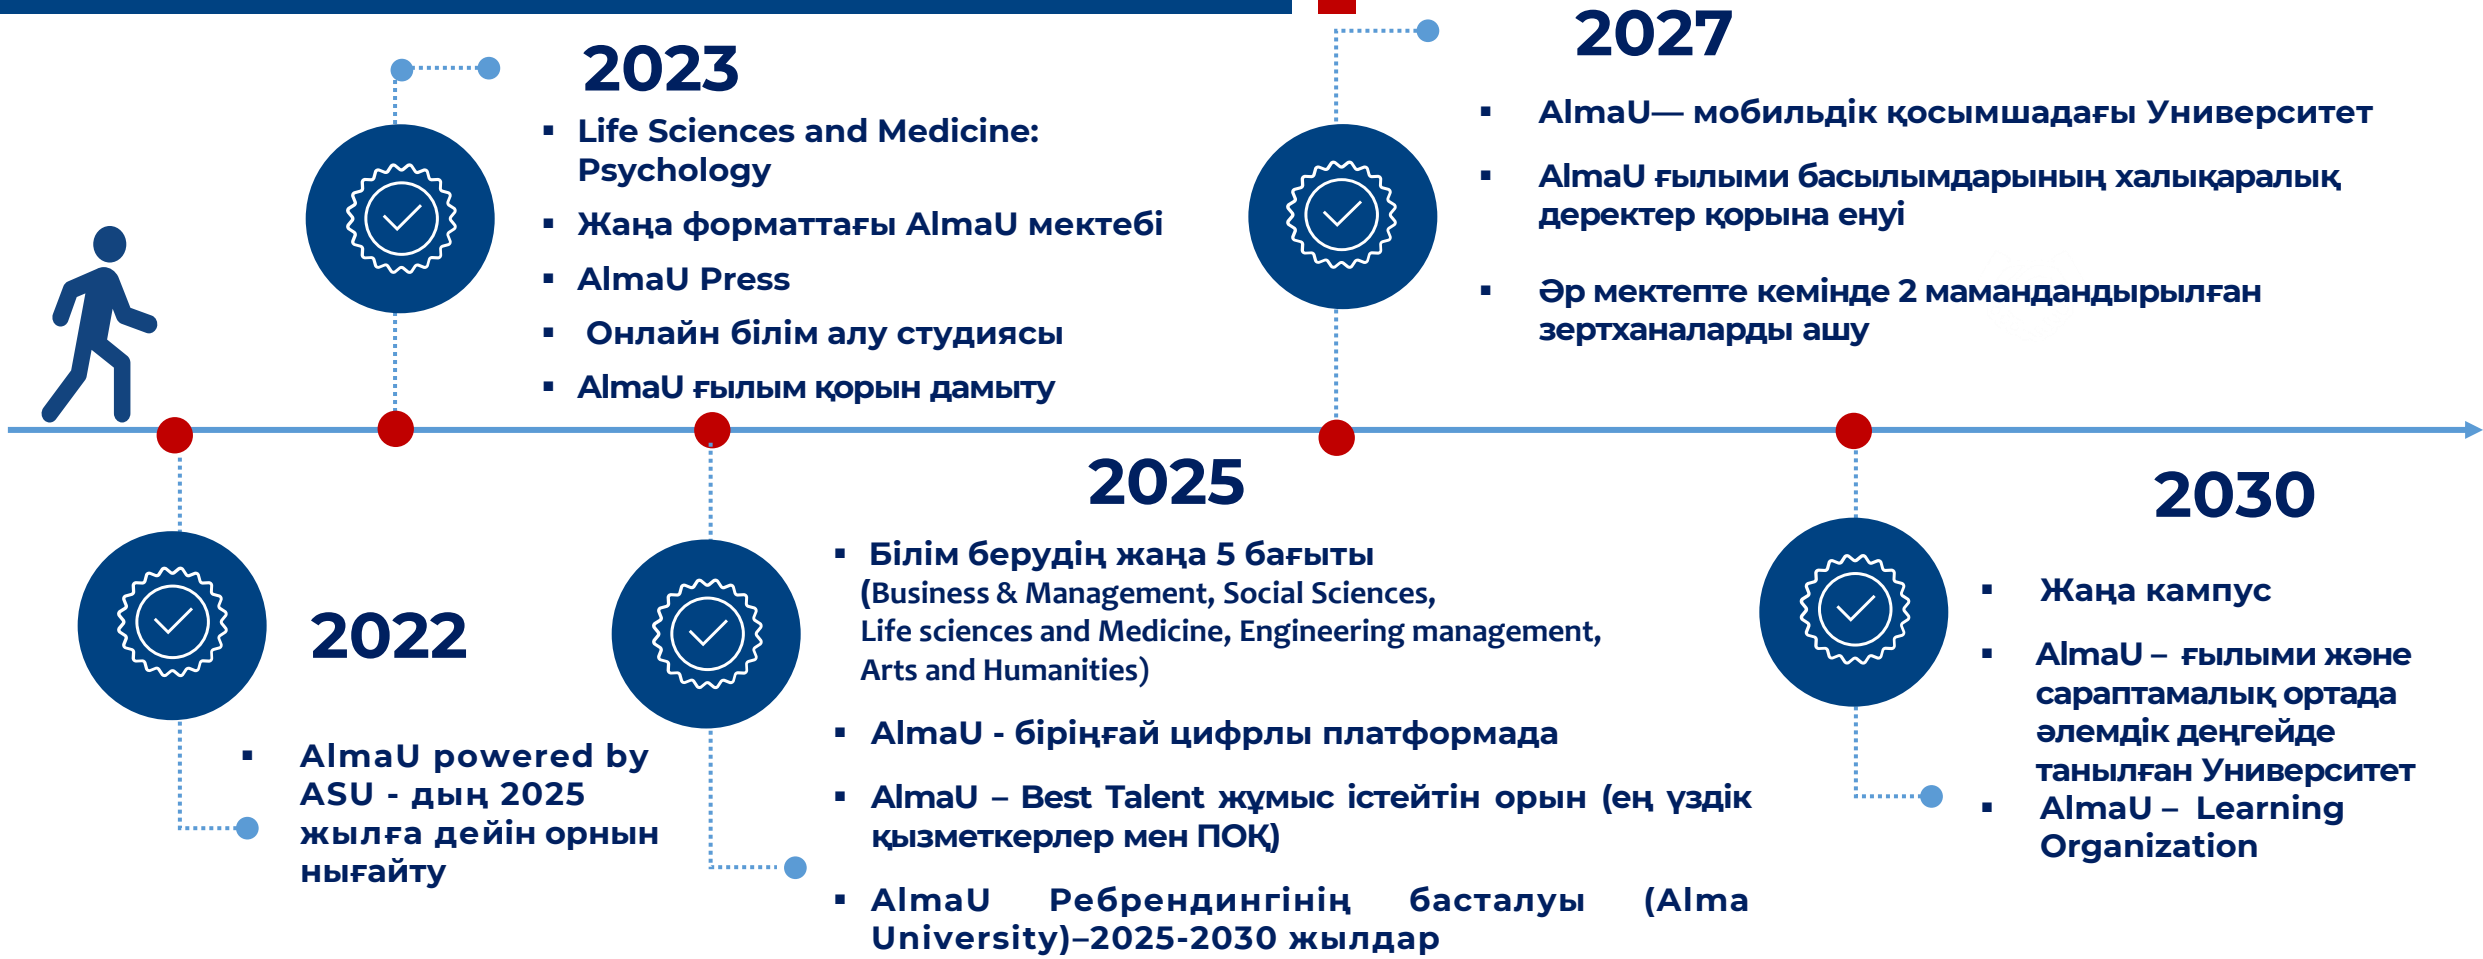 2023
▪ Life Sciences and Medicine:
Psychology
▪ Жаңа форматтағы AlmaU мектебі
▪ AlmaU Press
▪ Онлайн білім алу студиясы
▪ AlmaU ғылым қорын дамыту
2027
▪ AlmaU— мобильдік қосымшадағы Университет
▪ AlmaU ғылыми басылымдарының халықаралық
деректер қорына енуі
▪ Әр мектепте кемінде 2 мамандандырылған
зертханаларды ашу
2022
▪ AlmaU powered by
ASU - дың 2025
жылға дейін орнын
нығайту
2025
▪ Білім берудің жаңа 5 бағыты
(Business & Management, Social Sciences,
Life sciences and Medicine, Engineering management,
Arts and Humanities)
▪ AlmaU - біріңғай цифрлы платформада
▪ AlmaU – Best Talent жұмыс істейтін орын (ең үздік
қызметкерлер мен ПОҚ)
▪ AlmaU Ребрендингінің басталуы (Alma
University)–2025-2030 жылдар
2030
▪ Жаңа кампус
▪ AlmaU – ғылыми және
сараптамалық ортада
әлемдік деңгейде
танылған Университет
▪ AlmaU – Learning
Organization